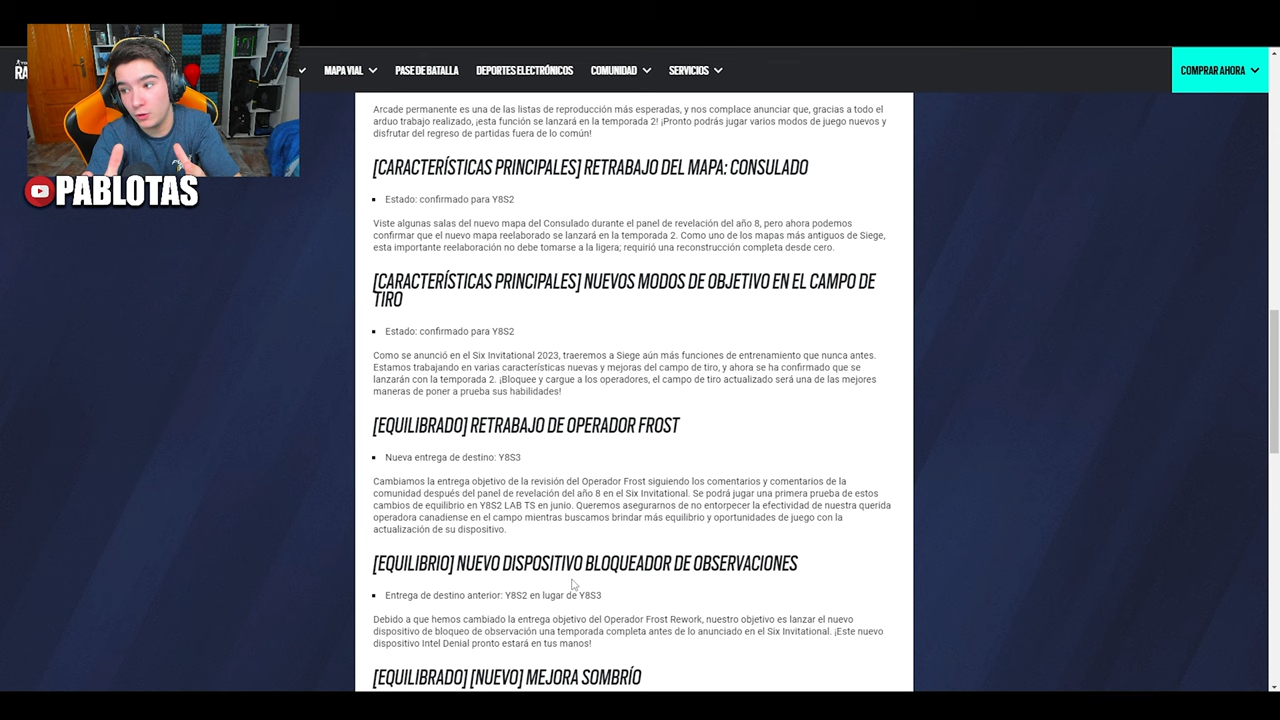 RA
MAPA VIAL
PASE DE BATALLA
DEPORTES ELECTRÓNICOS
COMUNIDAD
SERVICIOS
COMPRAR AHORA
PABLOTAS
Arcade permanente es una de las listas de reproducción más esperadas, y nos complace anunciar que, gracias a todo el
arduo trabajo realizado, ¡esta función se lanzará en la temporada 2! ¡Pronto podrás jugar varios modos de juego nuevos y
disfrutar del regreso de partidas fuera de lo común!
[CARACTERÍSTICAS PRINCIPALES] RETRABAJO DEL MAPA: CONSULADO
Estado: confirmado para Y8S2
Viste algunas salas del nuevo mapa del Consulado durante el panel de revelación del año 8, pero ahora podemos
confirmar que el nuevo mapa reelaborado se lanzará en la temporada 2. Como uno de los mapas más antiguos de Siege,
esta importante reelaboración no debe tomarse a la ligera; requirió una reconstrucción completa desde cero.
[CARACTERÍSTICAS PRINCIPALES] NUEVOS MODOS DE OBJETIVO EN EL CAMPO DE
TIRO
Estado: confirmado para Y8S2
Como se anunció en el Six Invitational 2023, traeremos a Siege aún más funciones de entrenamiento que nunca antes.
Estamos trabajando en varias características nuevas y mejoras del campo de tiro, y ahora se ha confirmado que se
lanzarán con la temporada 2. ¡Bloquee y cargue a los operadores, el campo de tiro actualizado será una de las mejores
maneras de poner a prueba sus habilidades!
[EQUILIBRADO] RETRABAJO DE OPERADOR FROST
Nueva entrega de destino: Y8S3
Cambiamos la entrega objetivo de la revisión del Operador Frost siguiendo los comentarios y comentarios de la
comunidad después del panel de revelación del año 8 en el Six Invitational. Se podrá jugar una primera prueba de estos
cambios de equilibrio en Y8S2 LAB TS en junio. Queremos asegurarnos de no entorpecer la efectividad de nuestra querida
operadora canadiense en el campo mientras buscamos brindar más equilibrio y oportunidades de juego con la
actualización de su dispositivo.
[EQUILIBRIO] NUEVO DISPOSITIVO BLOQUEADOR DE OBSERVACIONES
Entrega de destino anterior: Y8S2 en lugar de Y8S3
Debido a que hemos cambiado la entrega objetivo del Operador Frost Rework, nuestro objetivo es lanzar el nuevo
dispositivo de bloqueo de observación una temporada completa antes de lo anunciado en el Six Invitational. ¡Este nuevo
dispositivo Intel Denial pronto estará en tus manos!
[EQUILIBRADO] [NUEVO] MEJORA SOMBRÍO